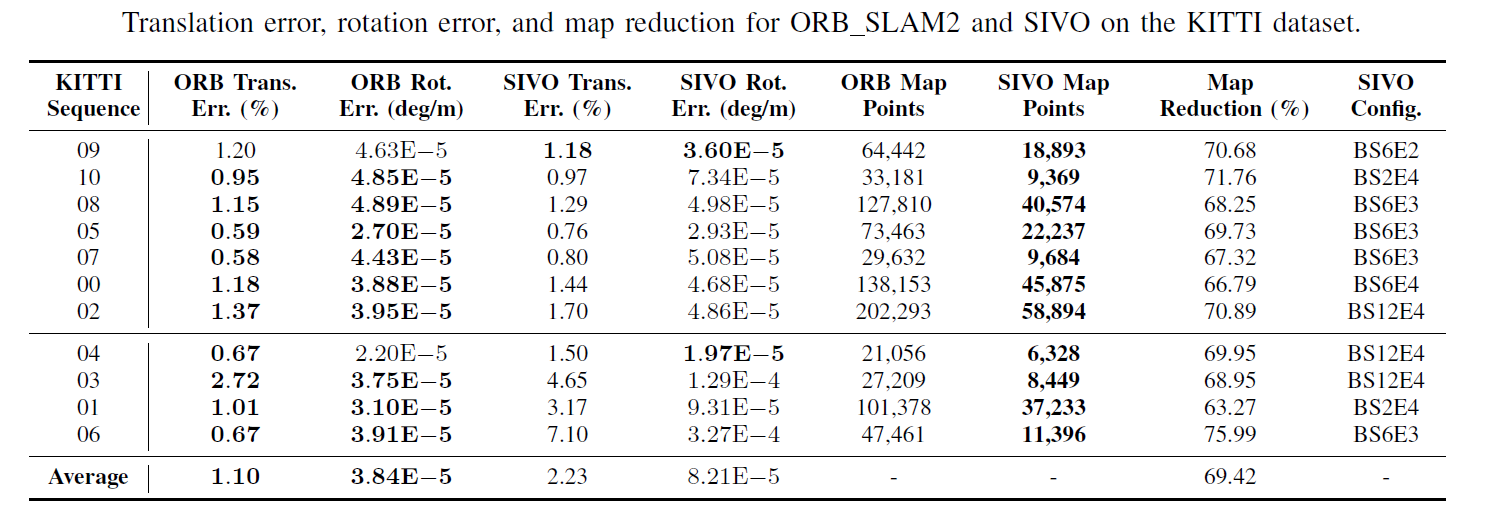 Translation error, rotation error, and map reduction for ORB_SLAM2 and SIVO on the KITTI dataset.
KITTI Sequence | ORB Trans. Err. (%) | ORB Rot. Err. (deg/m) | SIVO Trans. Err. (%) | SIVO Rot. Err. (deg/m) | ORB Map Points | SIVO Map Points | Map Reduction (%) | SIVO Config.
09 | 1.20 | 4.63E−5 | 1.18 | 3.60E−5 | 64,442 | 18,893 | 70.68 | BS6E2
10 | 0.95 | 4.85E−5 | 0.97 | 7.34E−5 | 33,181 | 9,369 | 71.76 | BS2E4
08 | 1.15 | 4.89E−5 | 1.29 | 4.98E−5 | 127,810 | 40,574 | 68.25 | BS6E3
05 | 0.59 | 2.70E−5 | 0.76 | 2.93E−5 | 73,463 | 22,237 | 69.73 | BS6E3
07 | 0.58 | 4.43E−5 | 0.80 | 5.08E−5 | 29,632 | 9,684 | 67.32 | BS6E3
00 | 1.18 | 3.88E−5 | 1.44 | 4.68E−5 | 138,153 | 45,875 | 66.79 | BS6E4
02 | 1.37 | 3.95E−5 | 1.70 | 4.86E−5 | 202,293 | 58,894 | 70.89 | BS12E4
04 | 0.67 | 2.20E−5 | 1.50 | 1.97E−5 | 21,056 | 6,328 | 69.95 | BS12E4
03 | 2.72 | 3.75E−5 | 4.65 | 1.29E−4 | 27,209 | 8,449 | 68.95 | BS12E4
01 | 1.01 | 3.10E−5 | 3.17 | 9.31E−5 | 101,378 | 37,233 | 63.27 | BS2E4
06 | 0.67 | 3.91E−5 | 7.10 | 3.27E−4 | 47,461 | 11,396 | 75.99 | BS6E3
Average | 1.10 | 3.84E−5 | 2.23 | 8.21E−5 | - | - | 69.42 | -